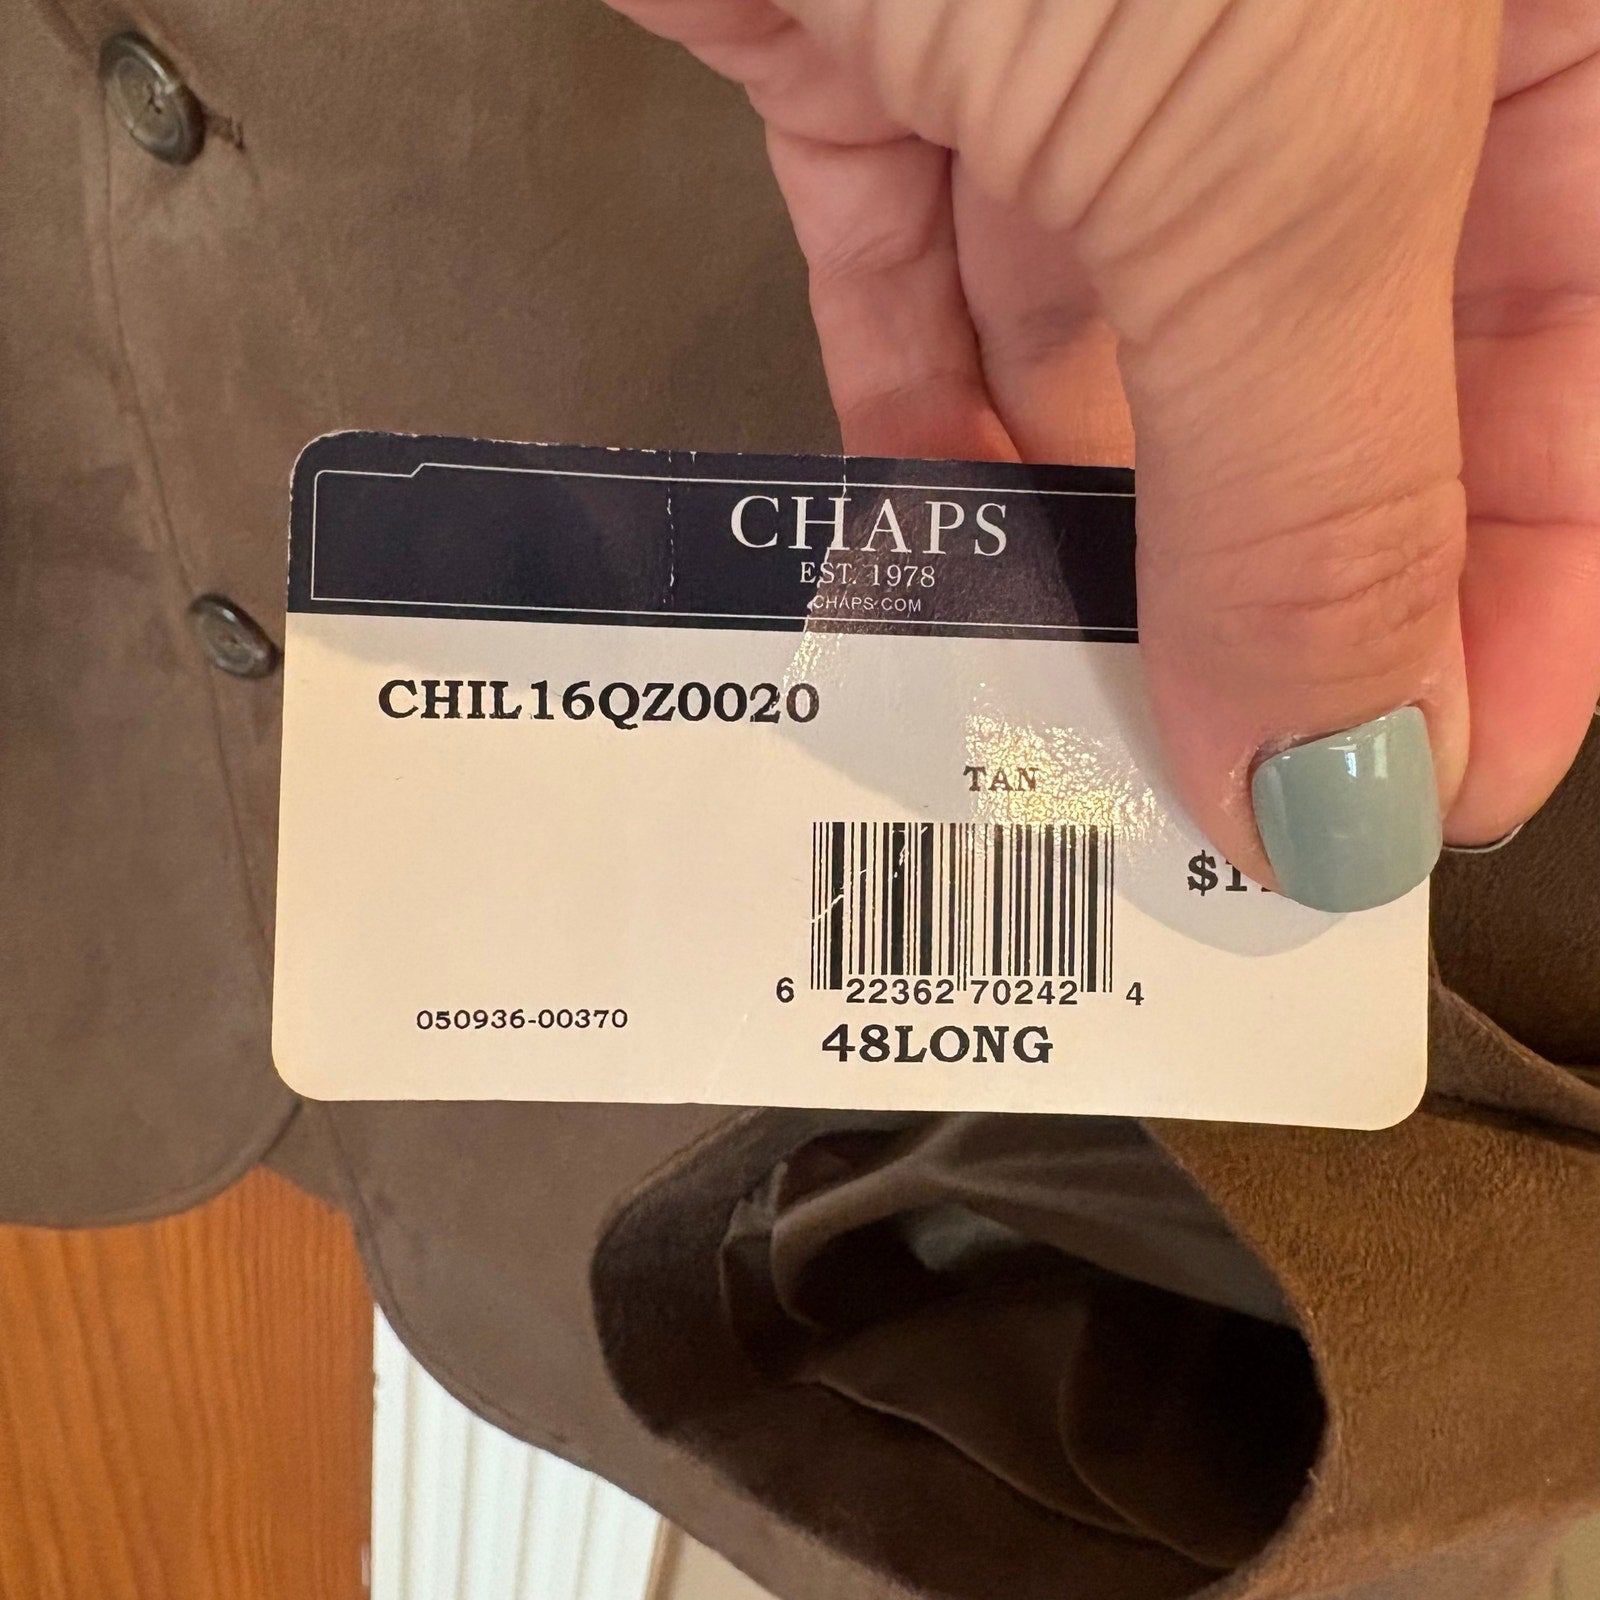 CHAPS
EST. 1978
CHAPS.COM
CHIL16QZ0020
TAN
6 22362 70242 4
050936-00370
48LONG